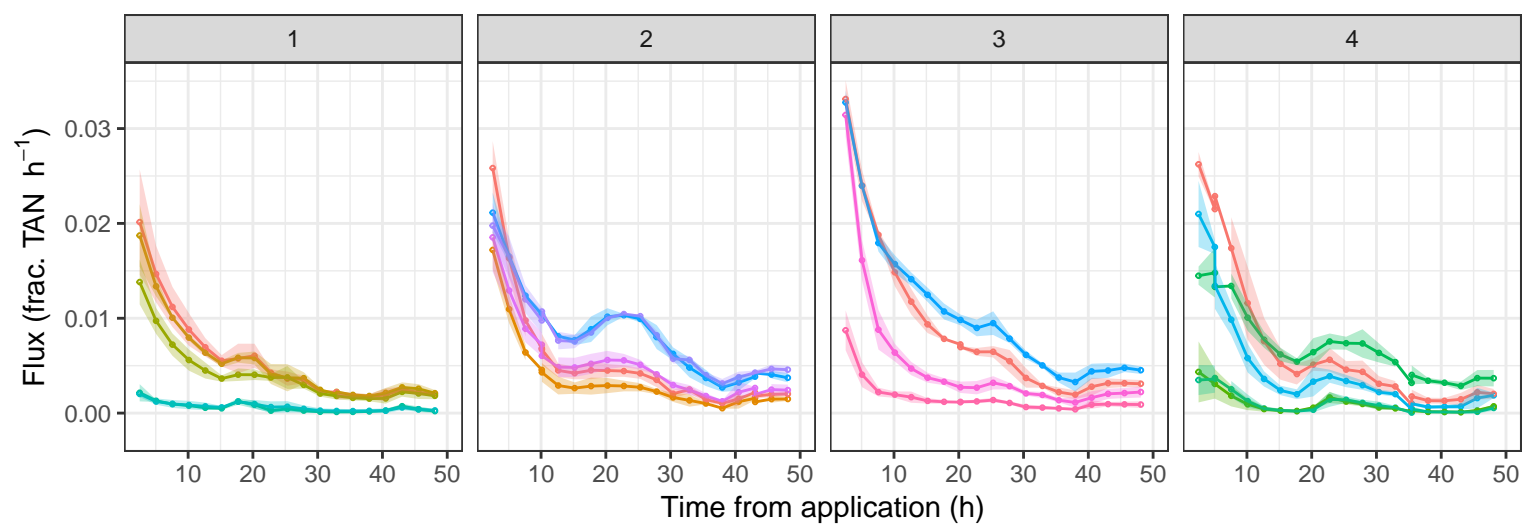 1 2 3 4
Flux (frac. TAN h⁻¹)
0.03
0.02
0.01
0.00
10 20 30 40 50 10 20 30 40 50 10 20 30 40 50 10 20 30 40 50
Time from application (h)